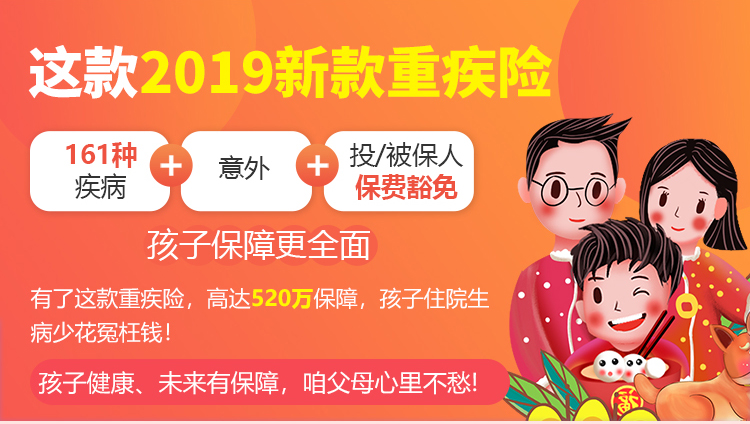 这款2019新款重疾险
161种
疾病
+
意外
+
投/被保人
保费豁免
孩子保障更全面
有了这款重疾险，高达520万保障，孩子住院生
病少花冤枉钱！
孩子健康、未来有保障，咱父母心里不愁!
福